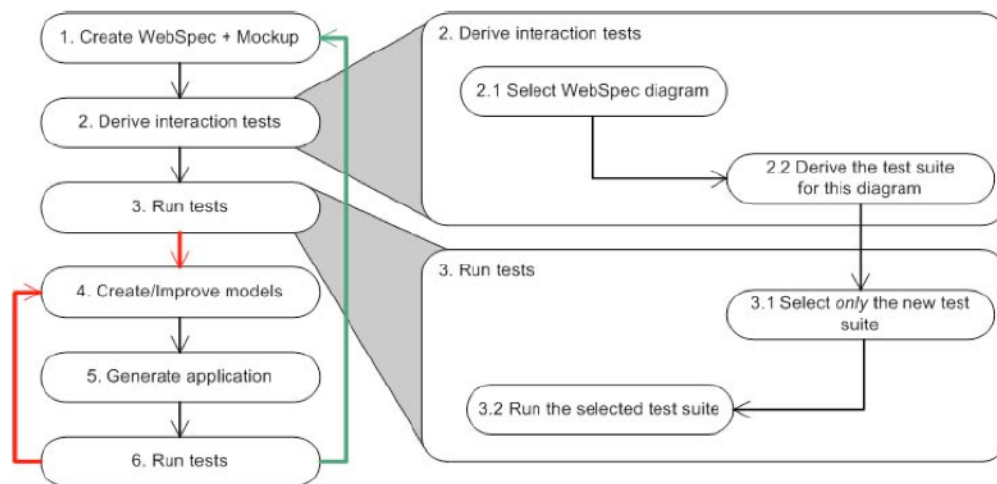 1. Create WebSpec + Mockup
2. Derive interaction tests
3. Run tests
4. Create/Improve models
5. Generate application
6. Run tests
2. Derive interaction tests
2.1 Select WebSpec diagram
2.2 Derive the test suite
for this diagram
3. Run tests
3.1 Select only the new test
suite
3.2 Run the selected test suite